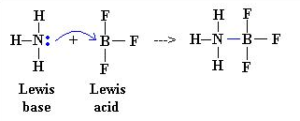 H F H F
H–N: + B – F ---> H–N – B – F
H F H F
Lewis Lewis
base acid